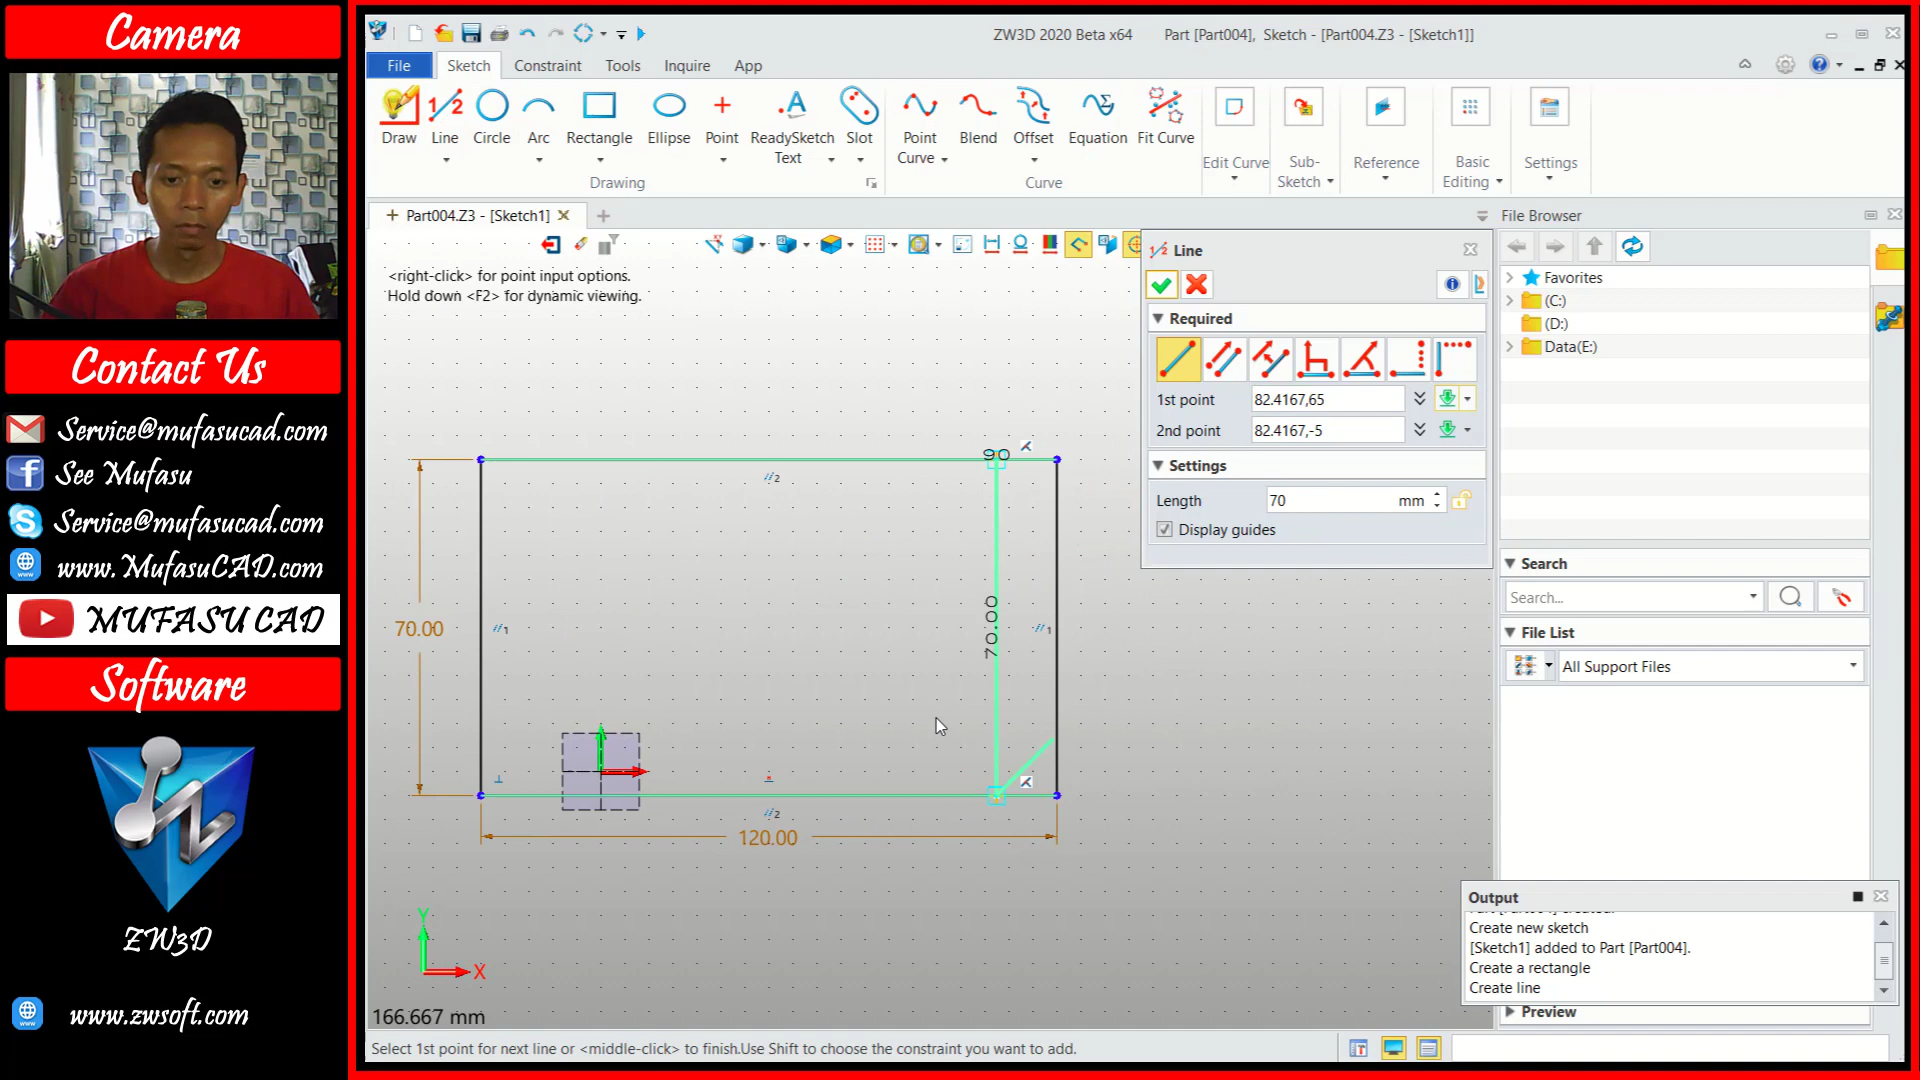 Camera
Contact Us
Service@mufasucad.com
See Mufasu
Service@mufasucad.com
www.MufasuCAD.com
MUFASU CAD
Software
ZW3D
www.zwsoft.com
ZW3D 2020 Beta x64
Part [Part004], Sketch - [Part004.Z3 - [Sketch1]]
File
Sketch
Constraint
Tools
Inquire
App
Draw
Line
Circle
Arc
Rectangle
Ellipse
Point
ReadySketch
Text
Slot
Drawing
Point
Curve
Blend
Offset
Equation
Fit Curve
Curve
Edit Curve
Sub-
Sketch
Reference
Basic
Editing
Settings
Part004.Z3 - [Sketch1]
<right-click> for point input options.
Hold down <F2> for dynamic viewing.
Line
Required
1st point
82.4167,65
2nd point
82.4167,-5
Settings
Length
70
mm
Display guides
70.00
90
70.00
120.00
Y
X
166.667 mm
File Browser
Favorites
(C:)
(D:)
Data(E:)
Search
Search...
File List
All Support Files
Output
Create new sketch
[Sketch1] added to Part [Part004].
Create a rectangle
Create line
Preview
Select 1st point for next line or <middle-click> to finish.Use Shift to choose the constraint you want to add.